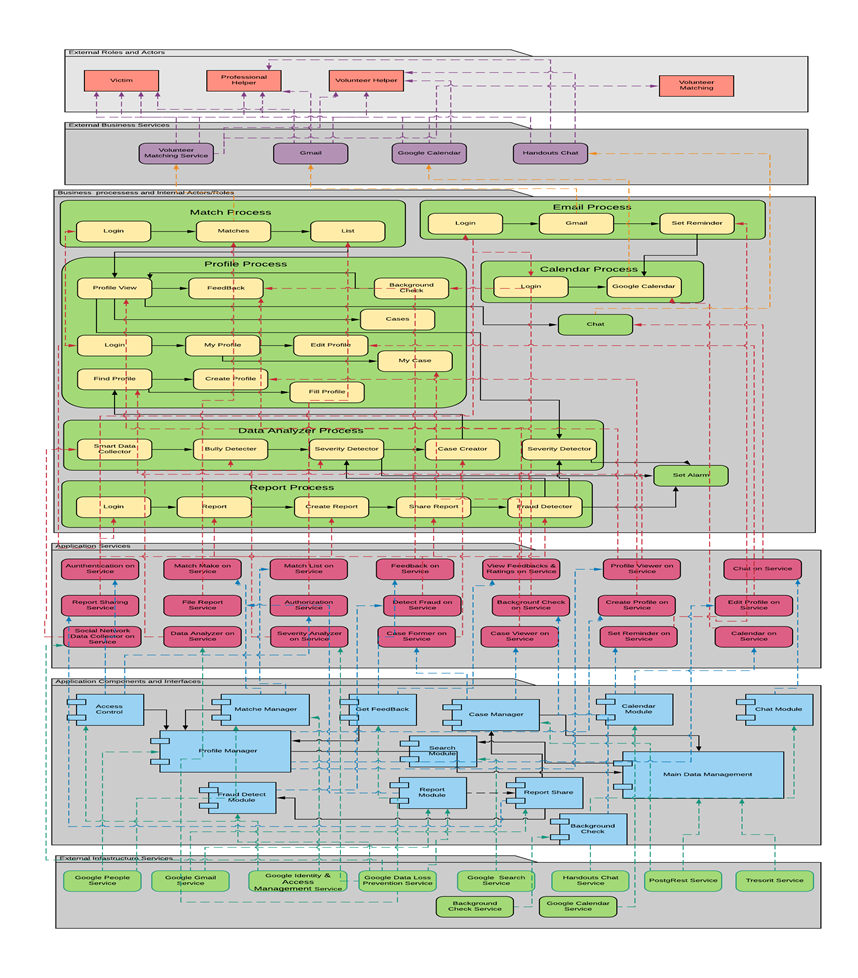 External Roles and Actors
Victim
Professional
Helper
Volunteer Helper
Volunteer
Matching
External Business Services
Volunteer
Matching Service
Gmail
Google Calendar
Handouts Chat
Business processess and Internal Actors/Roles
Match Process
Login
Matches
List
Email Process
Login
Gmail
Set Reminder
Profile Process
Profile View
FeedBack
Background
Check
Cases
Login
My Profile
Edit Profile
My Case
Find Profile
Create Profile
Fill Profile
Calendar Process
Login
Google Calendar
Chat
Data Analyzer Process
Smart Data
Collector
Bully Detector
Severity Detector
Case Creator
Severity Detector
Set Alarm
Report Process
Login
Report
Create Report
Share Report
Fraud Detecter
Application Services
Aunthentication on
Service
Match Make on
Service
Match List on
Service
Feedback on
Service
View Feedbacks &
Ratings on Service
Profile Viewer on
Service
Chat on Service
Report Sharing
Service
File Report
Service
Authorization
Service
Detect Fraud on
Service
Background Check
on Service
Create Profile on
Service
Edit Profile on
Service
Social Network
Data Collector on
Service
Data Analyzer on
Service
Severity Analyzer
on Service
Case Former on
Service
Case Viewer on
Service
Set Reminder on
Service
Calendar on
Service
Application Components and Interfaces
Access
Control
Matche Manager
Get FeedBack
Case Manager
Calendar
Module
Chat Module
Profile Manager
Search
Module
Main Data Management
Fraud Detect
Module
Report
Module
Report Share
Background
Check
External Infastructure Services
Google People
Service
Google Gmail
Service
Google Identity &
Access
Management Service
Google Data Loss
Prevention Service
Google Search
Service
Handouts Chat
Service
PostgRest Service
Tresorit Service
Background
Check Service
Google Calendar
Service